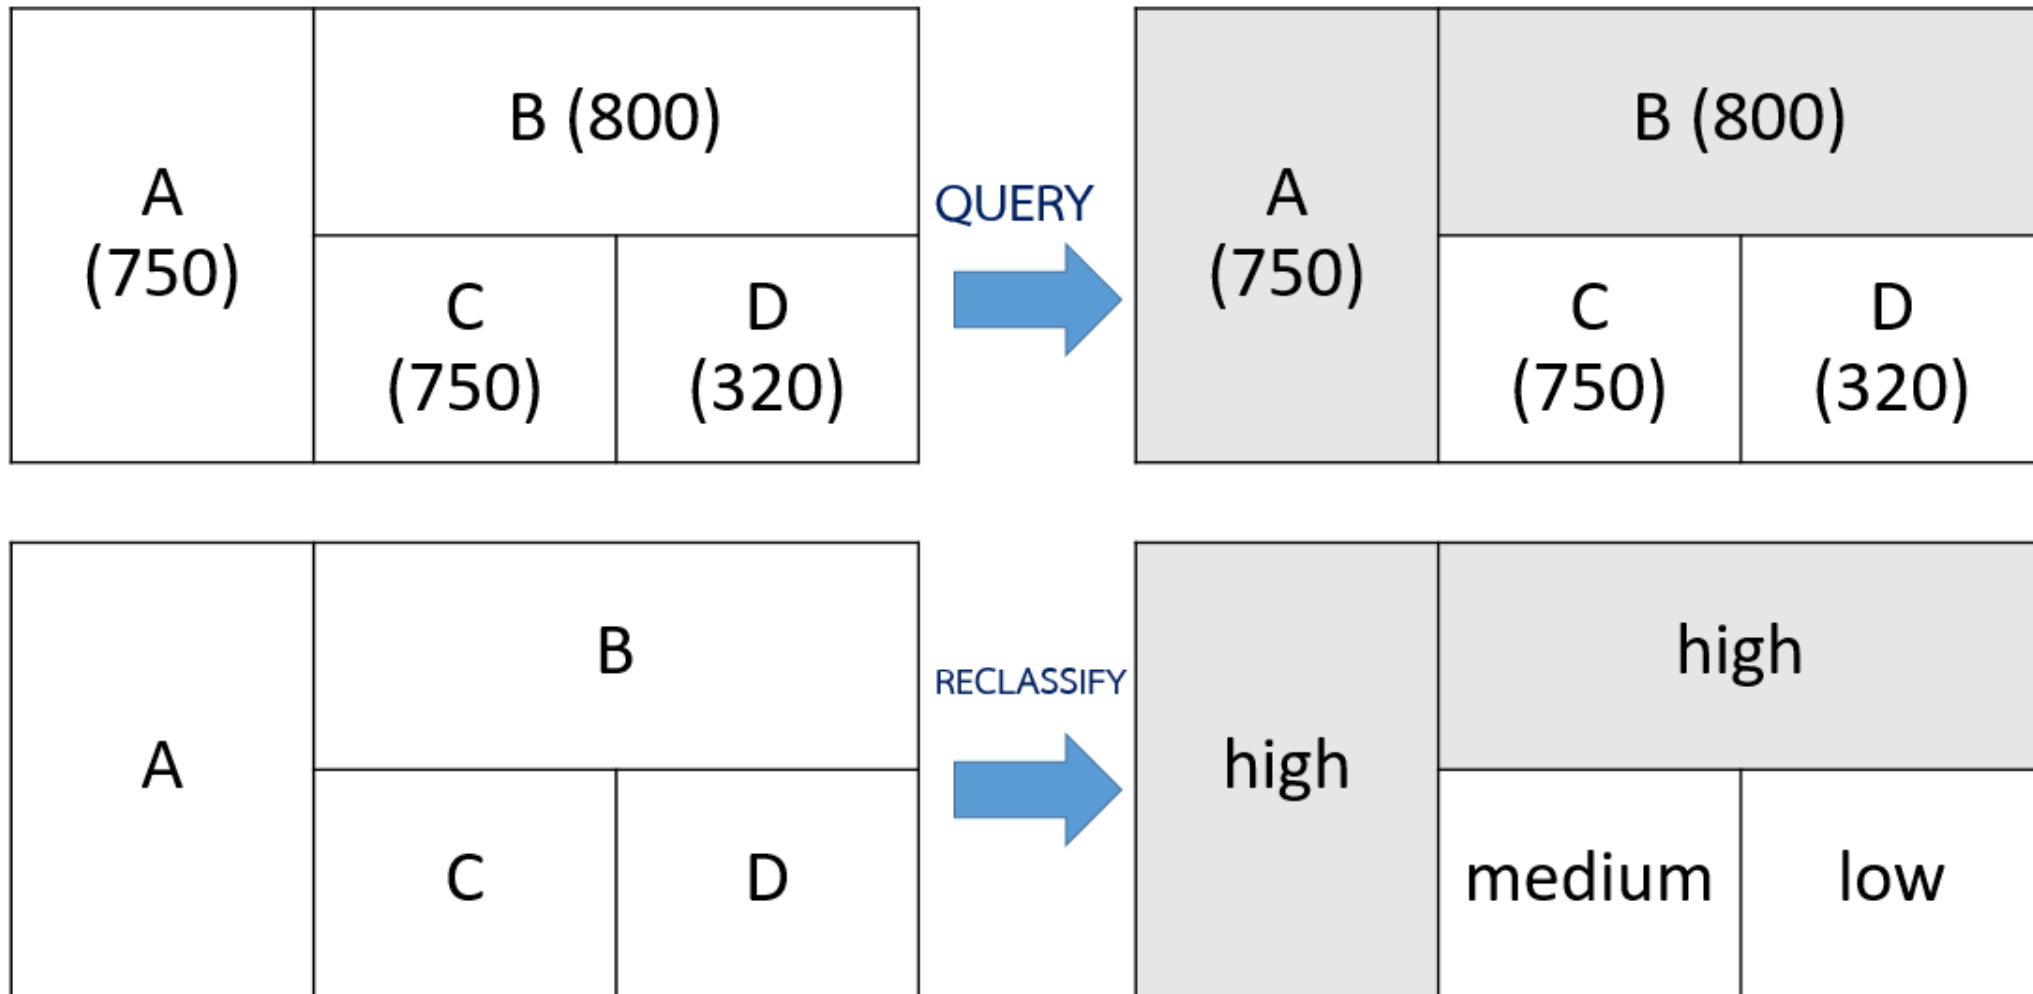 B (800)
A
(750)
C
(750)
D
(320)
QUERY
B (800)
A
(750)
C
(750)
D
(320)
B
A
C
D
RECLASSIFY
high
high
medium
low